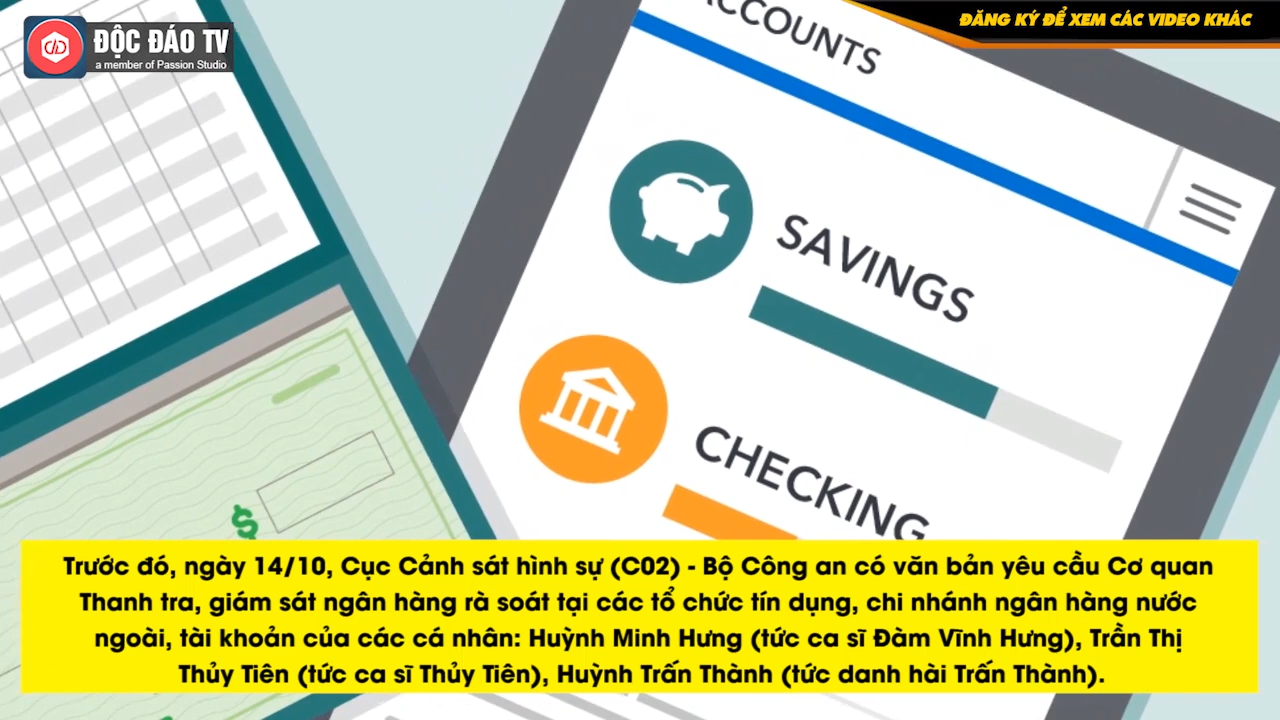 ĐỘC ĐÁO TV
a member of Passion Studio
ĐĂNG KÝ ĐỂ XEM CÁC VIDEO KHÁC
ACCOUNTS
SAVINGS
CHECKING
$
Trước đó, ngày 14/10, Cục Cảnh sát hình sự (C02) - Bộ Công an có văn bản yêu cầu Cơ quan
Thanh tra, giám sát ngân hàng rà soát tại các tổ chức tín dụng, chi nhánh ngân hàng nước
ngoài, tài khoản của các cá nhân: Huỳnh Minh Hưng (tức ca sĩ Đàm Vĩnh Hưng), Trần Thị
Thủy Tiên (tức ca sĩ Thủy Tiên), Huỳnh Trấn Thành (tức danh hài Trấn Thành).